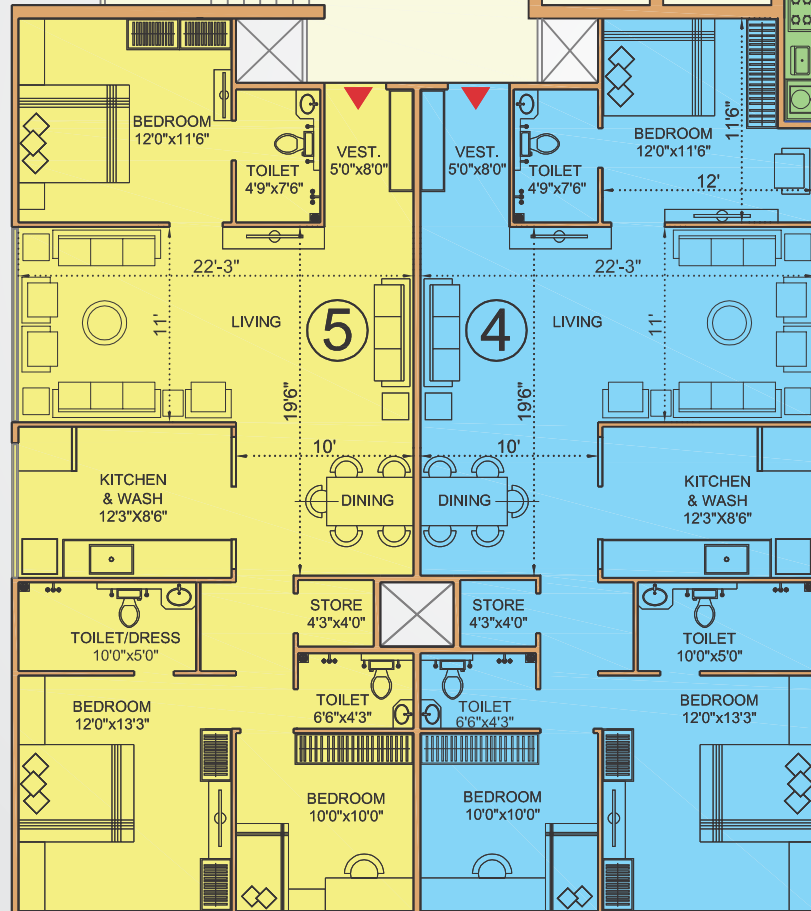 BEDROOM
12'0"x11'6"
TOILET
4'9"x7'6"
VEST.
5'0"x8'0"
VEST.
5'0"x8'0"
TOILET
4'9"x7'6"
BEDROOM
12'0"x11'6"
11'6"
12'
22'-3"
11'
LIVING
5
19'6"
10'
22'-3"
4
LIVING
11'
19'6"
10'
KITCHEN
& WASH
12'3"X8'6"
DINING
DINING
KITCHEN
& WASH
12'3"X8'6"
TOILET/DRESS
10'0"x5'0"
STORE
4'3"x4'0"
STORE
4'3"x4'0"
TOILET
10'0"x5'0"
BEDROOM
12'0"x13'3"
TOILET
6'6"x4'3"
TOILET
6'6"x4'3"
BEDROOM
12'0"x13'3"
BEDROOM
10'0"x10'0"
BEDROOM
10'0"x10'0"